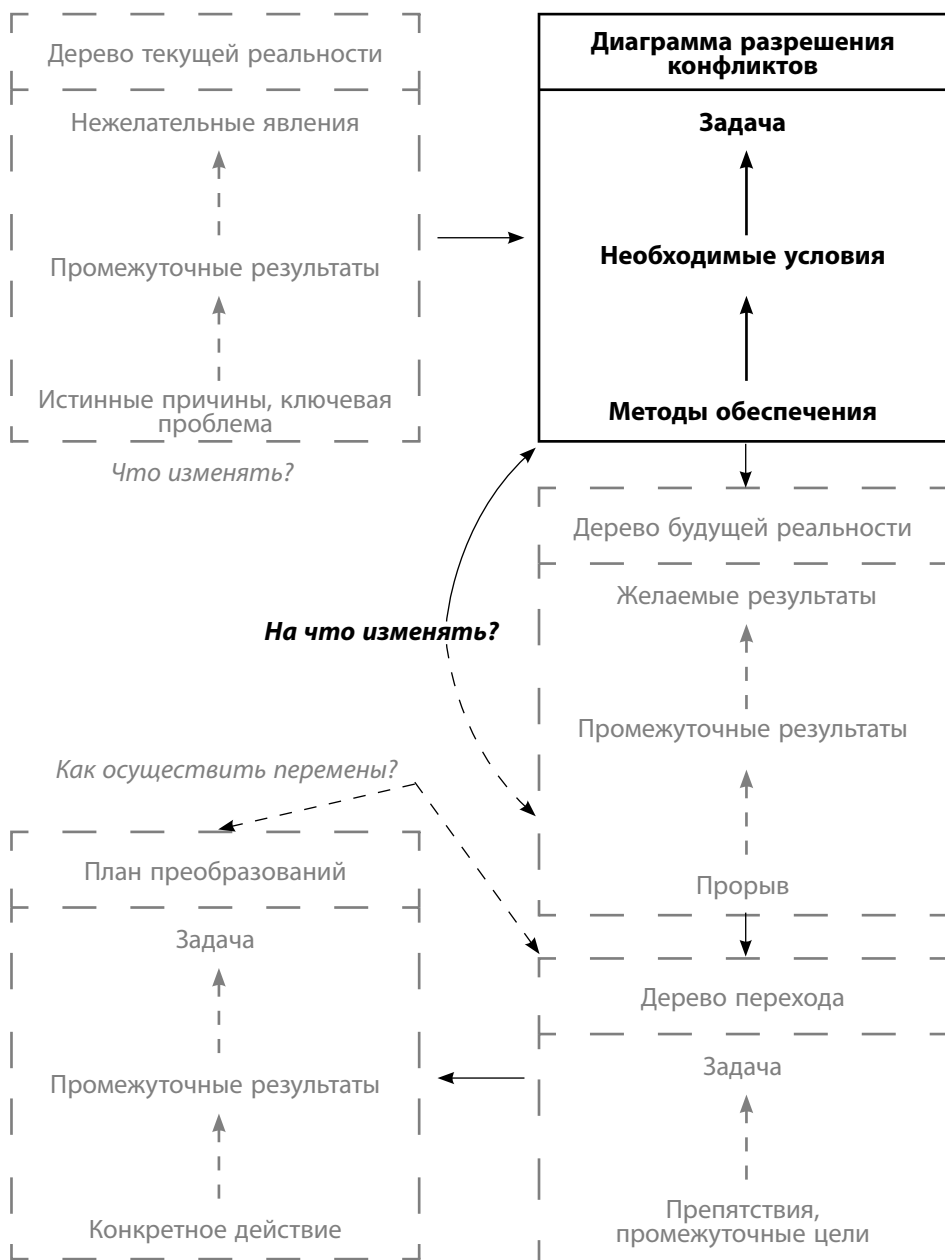 Дерево текущей реальности
Нежелательные явления
Промежуточные результаты
Истинные причины, ключевая
проблема
Что изменять?
Диаграмма разрешения
конфликтов
Задача
Необходимые условия
Методы обеспечения
На что изменять?
Дерево будущей реальности
Желаемые результаты
Промежуточные результаты
Прорыв
Как осуществить перемены?
План преобразований
Задача
Промежуточные результаты
Конкретное действие
Дерево перехода
Задача
Препятствия,
промежуточные цели